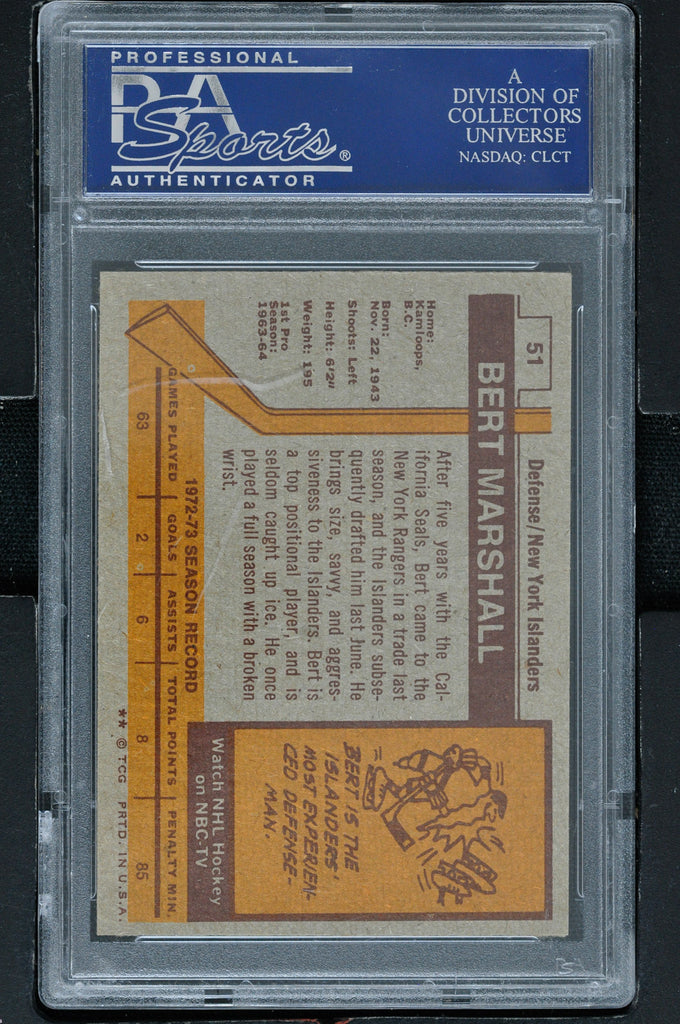 PROFESSIONAL
PSA
Sports®
AUTHENTICATOR
A
DIVISION OF
COLLECTORS
UNIVERSE
NASDAQ: CLCT
51
Defense/New York Islanders
BERT MARSHALL
Home:
Kamloops,
B.C.
Born:
Nov. 22, 1943
Shoots: Left
Height: 6'2"
Weight: 195
1st Pro
Season:
1963-64
After five years with the Cal-
ifornia Seals, Bert came to the
New York Rangers in a trade last
season, and the Islanders subse-
quently drafted him last June. He
brings size, savvy, and aggres-
siveness to the Islanders. Bert is
a top positional player, and is
seldom caught up ice. He once
played a full season with a broken
wrist.
BERT IS THE
ISLANDERS'
MOST EXPERIEN-
CED DEFENSE-
MAN.
Watch NHL Hockey
on NBC-TV
1972-73 SEASON RECORD
GAMES PLAYED | GOALS | ASSISTS | TOTAL POINTS | PENALTY MIN.
63 | 2 | 6 | 8 | 85
** © TCG PRTD. IN U.S.A.